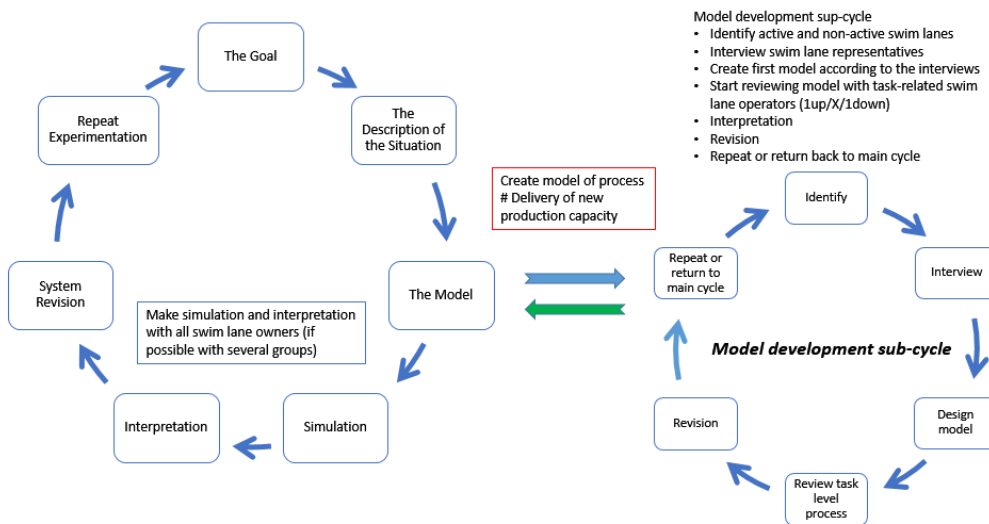 The Goal
The
Description of
the Situation
The Model
Simulation
Interpretation
System
Revision
Repeat
Experimentation
Make simulation and interpretation
with all swim lane owners (if
possible with several groups)
Create model of process
# Delivery of new
production capacity
Model development sub-cycle
• Identify active and non-active swim lanes
• Interview swim lane representatives
• Create first model according to the interviews
• Start reviewing model with task-related swim
lane operators (1up/X/1down)
• Interpretation
• Revision
• Repeat or return back to main cycle
Identify
Interview
Design
model
Review task
level
process
Revision
Repeat or
return to
main cycle
Model development sub-cycle